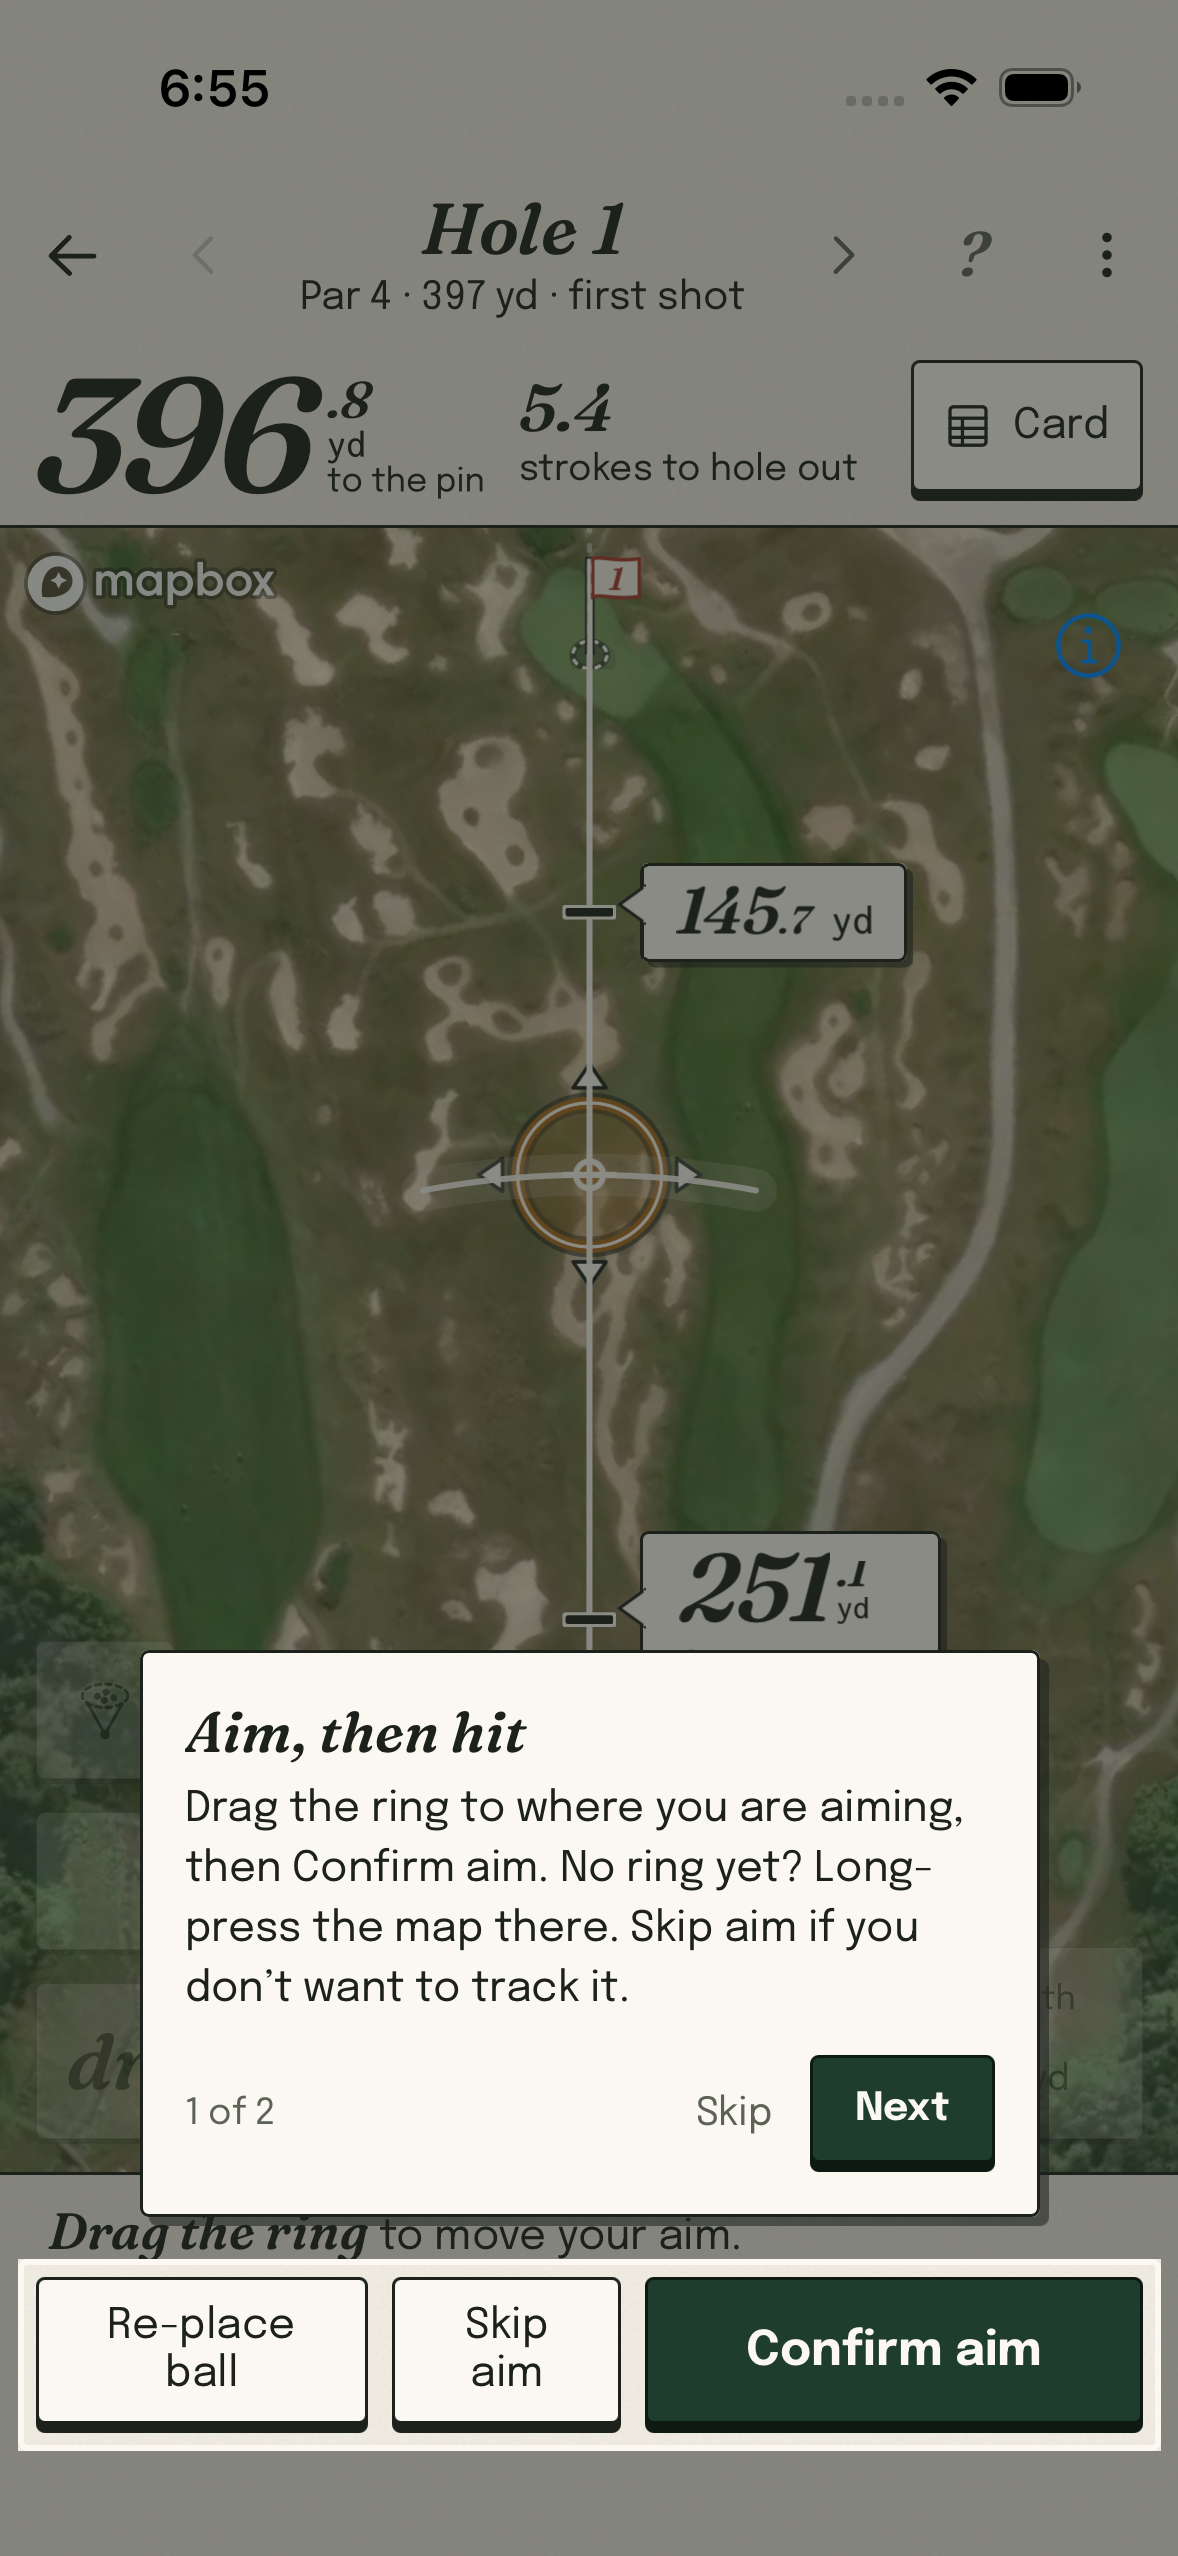 6:55
Hole 1
?
Par 4 · 397 yd · first shot
396.8 yd to the pin
5.4
strokes to hole out
Card
mapbox
1
i
145.7 yd
251.1 yd
Aim, then hit
Drag the ring to where you are aiming,
then Confirm aim. No ring yet? Long-
press the map there. Skip aim if you
don’t want to track it.
1 of 2
Skip
Next
Drag the ring to move your aim.
Re-place
ball
Skip
aim
Confirm aim